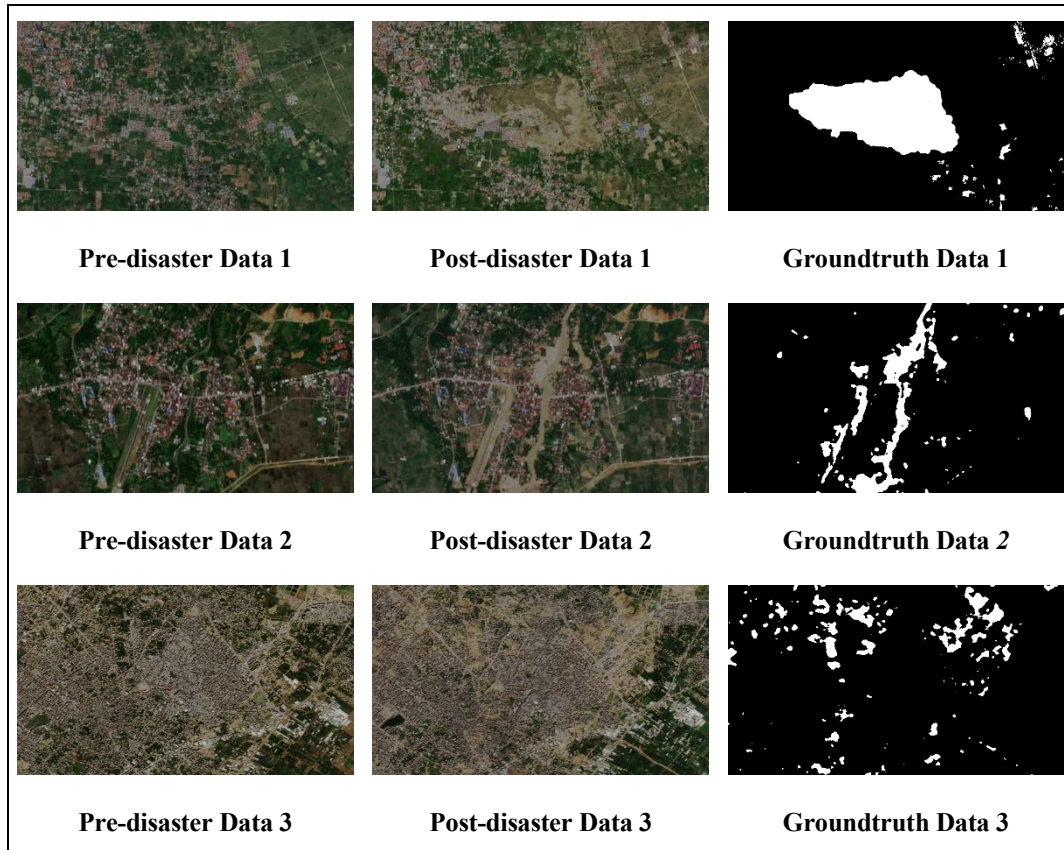 Pre-disaster Data 1 Post-disaster Data 1 Groundtruth Data 1
Pre-disaster Data 2 Post-disaster Data 2 Groundtruth Data 2
Pre-disaster Data 3 Post-disaster Data 3 Groundtruth Data 3